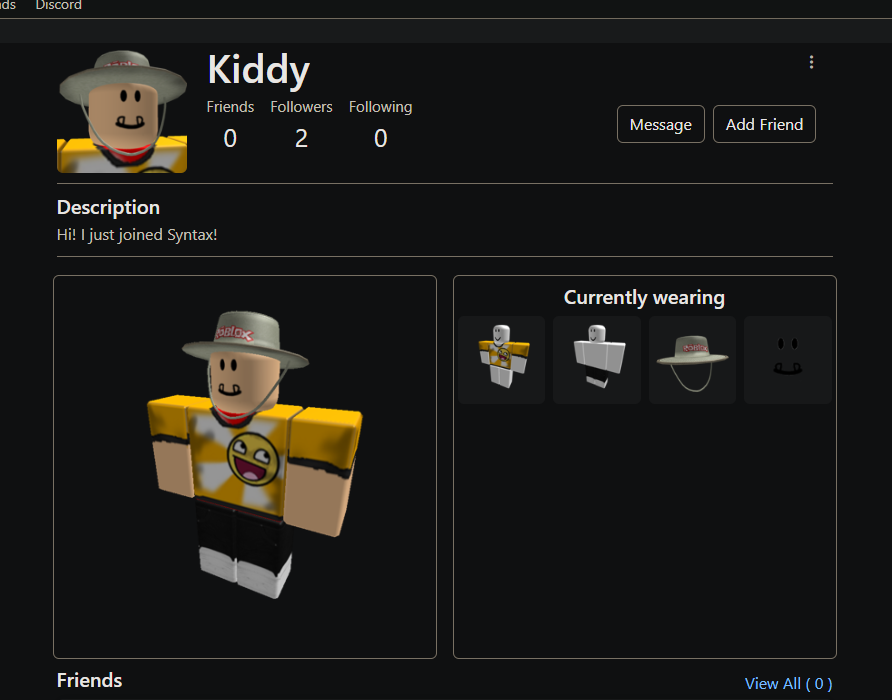 ds Discord
Kiddy
Friends Followers Following
0 2 0
Message Add Friend
Description
Hi! I just joined Syntax!
Currently wearing
ROBLOX
Friends
View All ( 0 )